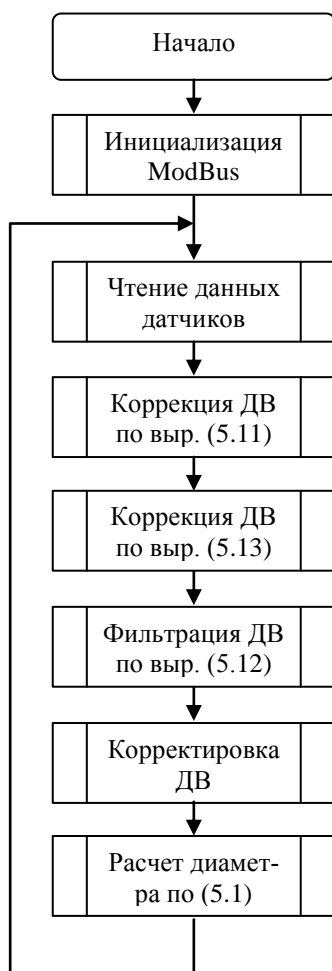 Начало
Инициализация
ModBus
Чтение данных
датчиков
Коррекция ДВ
по выр. (5.11)
Коррекция ДВ
по выр. (5.13)
Фильтрация ДВ
по выр. (5.12)
Корректировка
ДВ
Расчет диамет-
ра по (5.1)